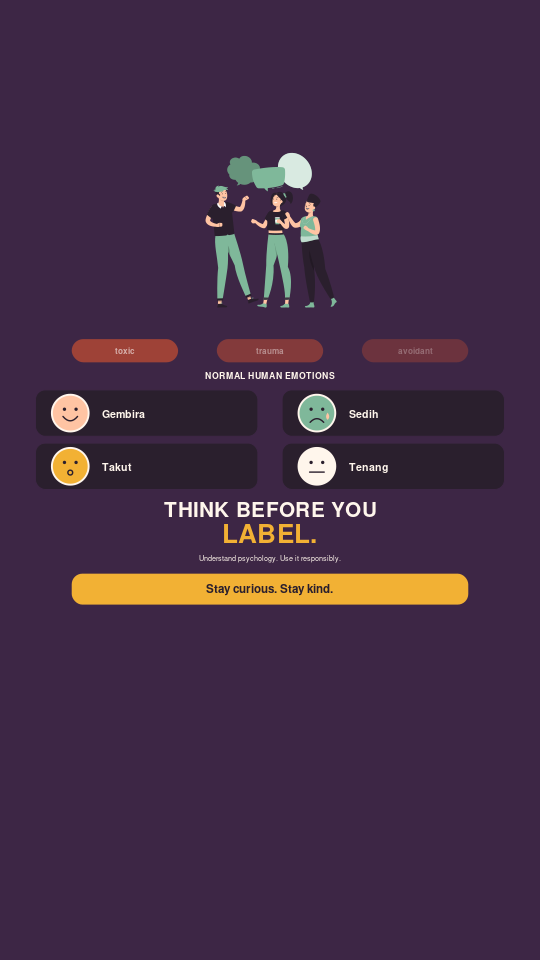 toxic
trauma
avoidant
NORMAL HUMAN EMOTIONS
Gembira
Sedih
Takut
Tenang
THINK BEFORE YOU
LABEL.
Understand psychology. Use it responsibly.
Stay curious. Stay kind.